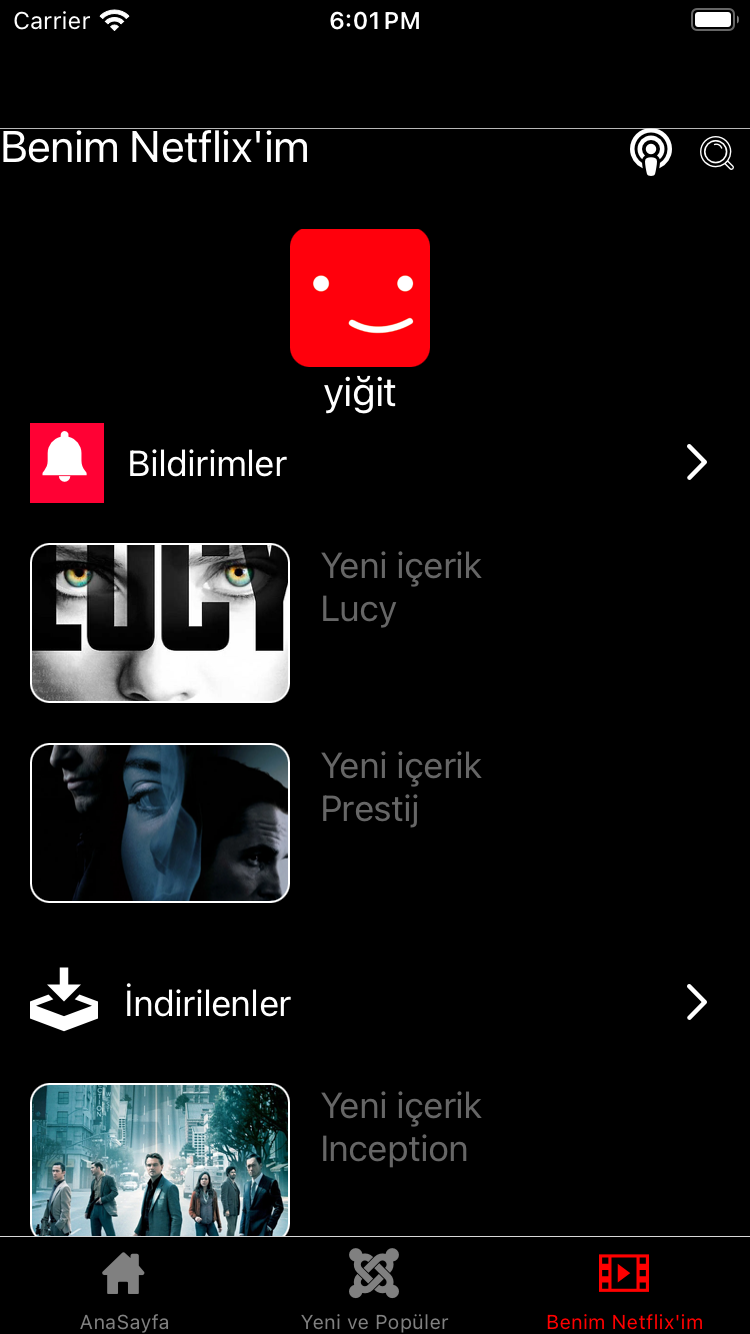 Carrier
6:01 PM
Benim Netflix'im
yiğit
Bildirimler
LUCY
Yeni içerik
Lucy
Yeni içerik
Prestij
İndirilenler
Yeni içerik
Inception
AnaSayfa
Yeni ve Popüler
Benim Netflix'im